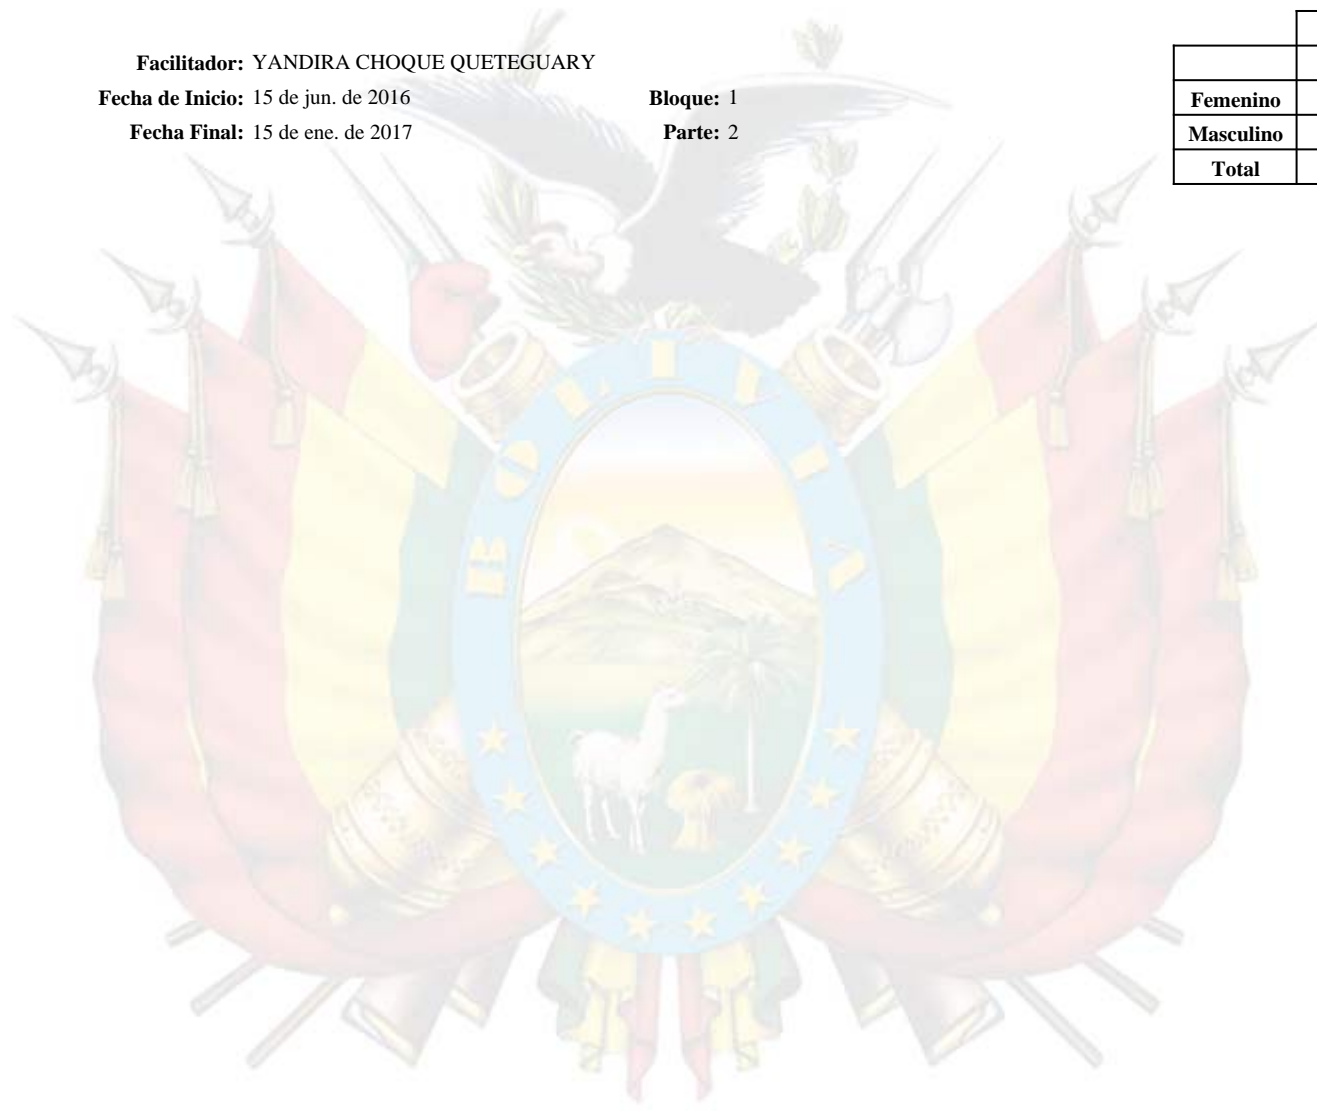 Facilitador: YANDIRA CHOQUE QUETEGUARY
Fecha de Inicio: 15 de jun. de 2016 Bloque: 1
Fecha Final: 15 de ene. de 2017 Parte: 2
Femenino
Masculino
Total
BOLIVIA